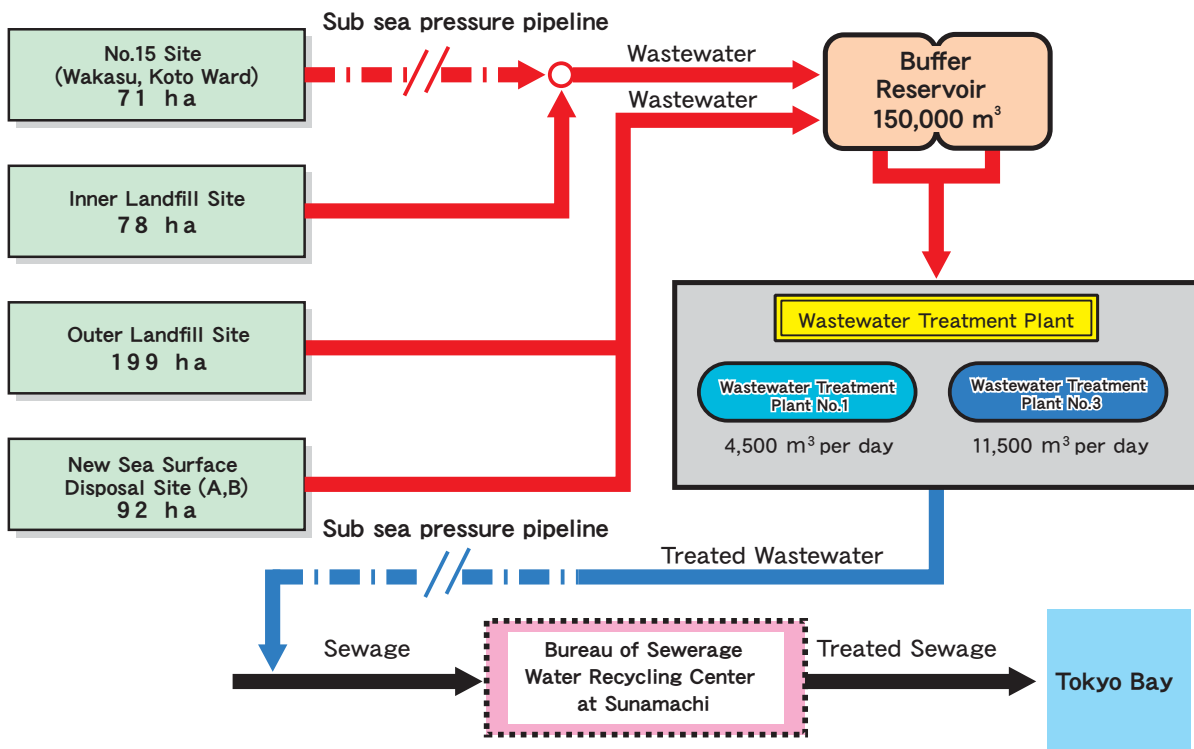 Sub sea pressure pipeline
No.15 Site
(Wakasu, Koto Ward)
71 ha
Wastewater
Wastewater
Buffer
Reservoir
150,000 m³
Inner Landfill Site
78 ha
Outer Landfill Site
199 ha
New Sea Surface
Disposal Site (A,B)
92 ha
Wastewater Treatment Plant
Wastewater Treatment
Plant No.1
4,500 m³ per day
Wastewater Treatment
Plant No.3
11,500 m³ per day
Sub sea pressure pipeline
Treated Wastewater
Sewage
Bureau of Sewerage
Water Recycling Center
at Sunamachi
Treated Sewage
Tokyo Bay